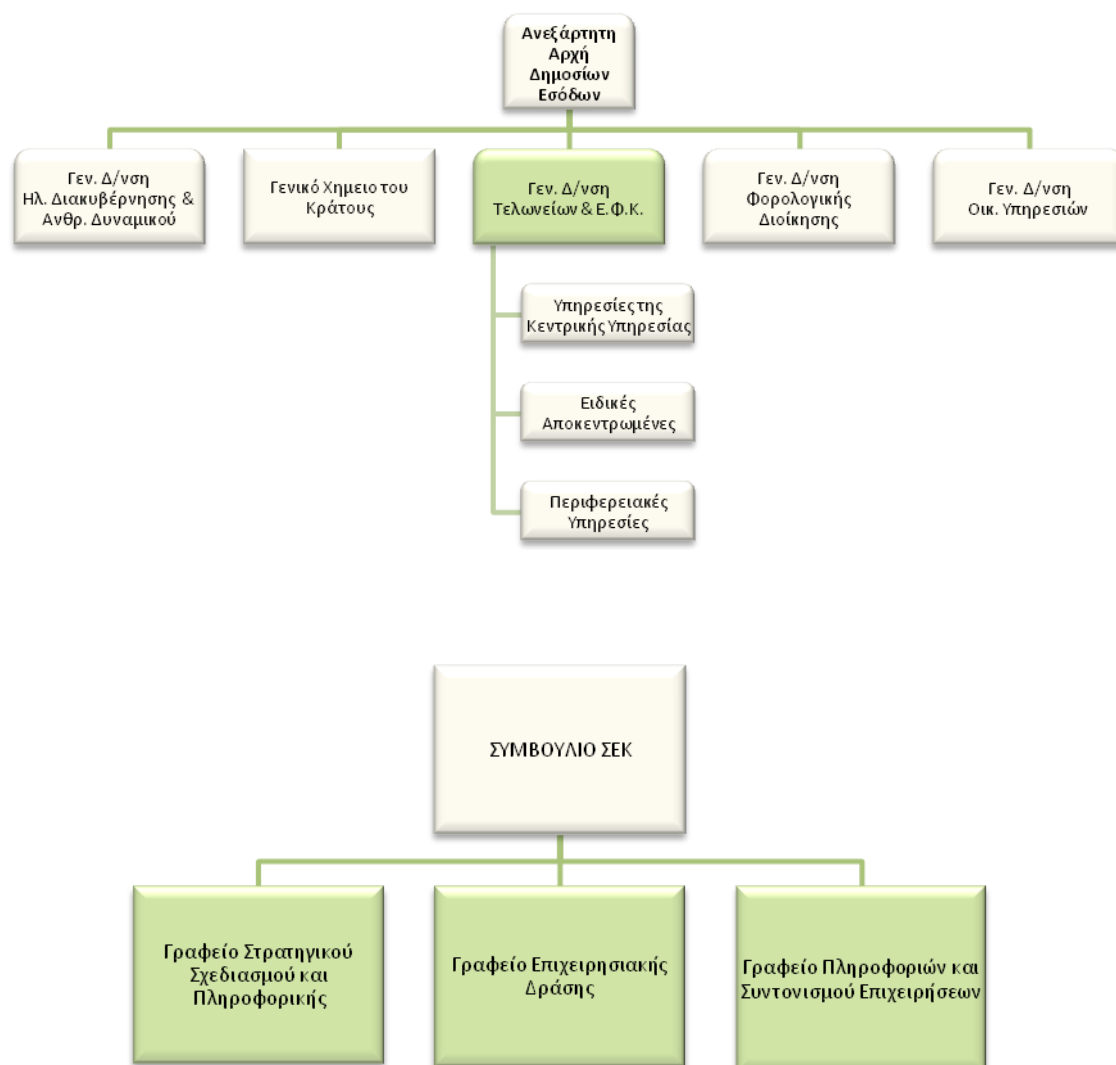 Ανεξάρτητη
Αρχή
Δημοσίων
Εσόδων
Γεν. Δ/νση
Ηλ. Διακυβέρνησης &
Ανθρ. Δυναμικού
Γενικό Χημειο του
Κράτους
Γεν. Δ/νση
Τελωνείων & Ε.Φ.Κ.
Γεν. Δ/νση
Φορολογικής
Διοίκησης
Γεν. Δ/νση
Οικ. Υπηρεσιών
Υπηρεσίες της
Κεντρικής Υπηρεσίας
Ειδικές
Αποκεντρωμένες
Περιφερειακές
Υπηρεσίες
ΣΥΜΒΟΥΛΙΟ ΣΕΚ
Γραφείο Στρατηγικού
Σχεδιασμού και
Πληροφορικής
Γραφείο Επιχειρησιακής
Δράσης
Γραφείο Πληροφοριών και
Συντονισμού Επιχειρήσεων